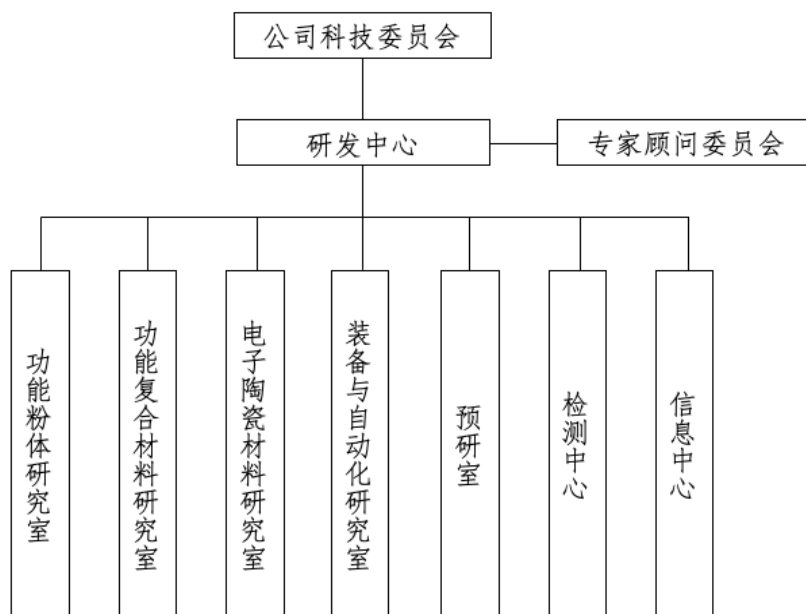 公司科技委员会
研发中心
专家顾问委员会
功能粉体研究室
功能复合材料研究室
电子陶瓷材料研究室
装备与自动化研究室
预研室
检测中心
信息中心